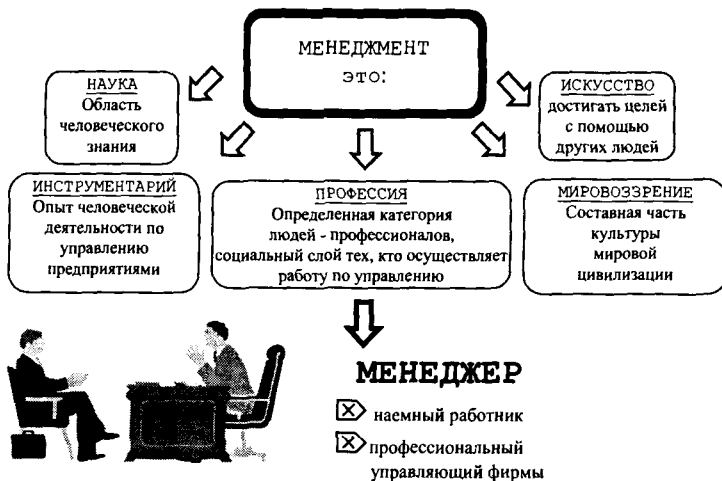 МЕНЕДЖМЕНТ
это:
НАУКА
Область
человеческого
знания
ИСКУССТВО
достигать целей
с помощью
других людей
ИНСТРУМЕНТАРИЙ
Опыт человеческой
деятельности по
управлению
предприятиями
ПРОФЕССИЯ
Определенная категория
людей - профессионалов,
социальный слой тех, кто осуществляет
работу по управлению
МИРОВОЗЗРЕНИЕ
Составная часть
культуры
мировой
цивилизации
МЕНЕДЖЕР
наемный работник
профессиональный
управляющий фирмы